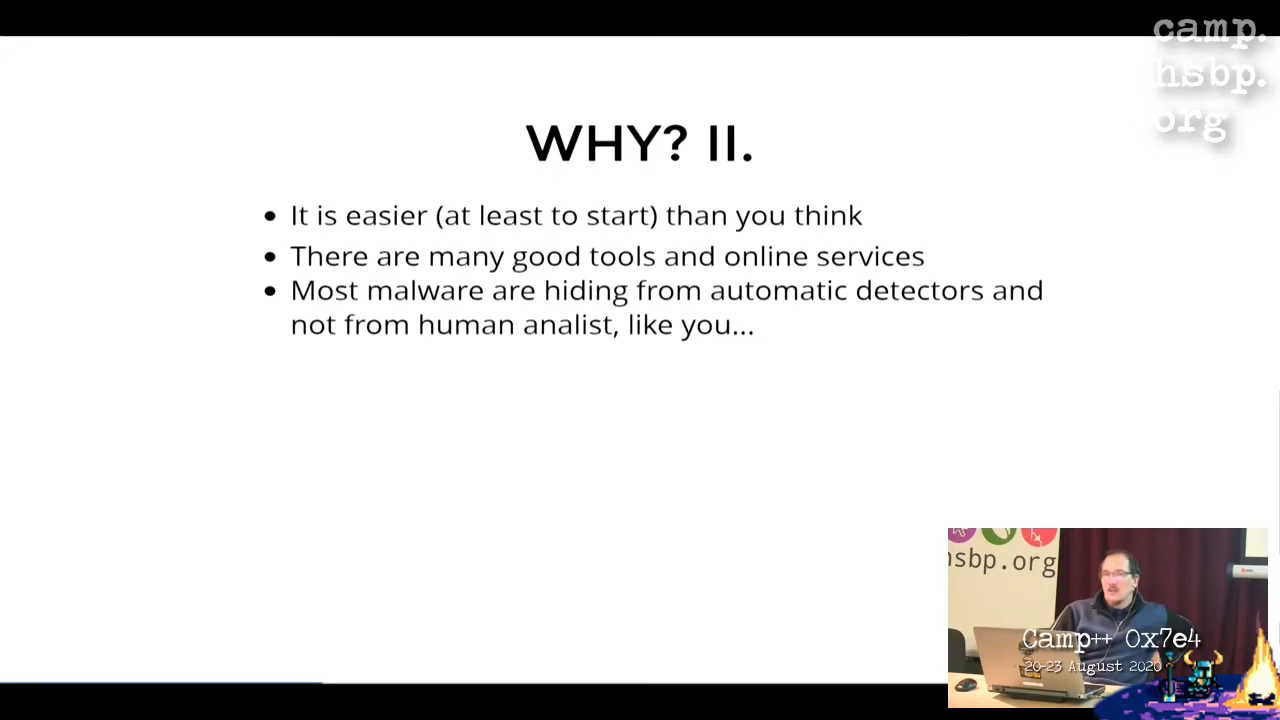 camp.
hsbp.
org
WHY? II.
• It is easier (at least to start) than you think
• There are many good tools and online services
• Most malware are hiding from automatic detectors and
not from human analist, like you...
hsbp.org
Camp++ 0x7e4
20-23 August 2020